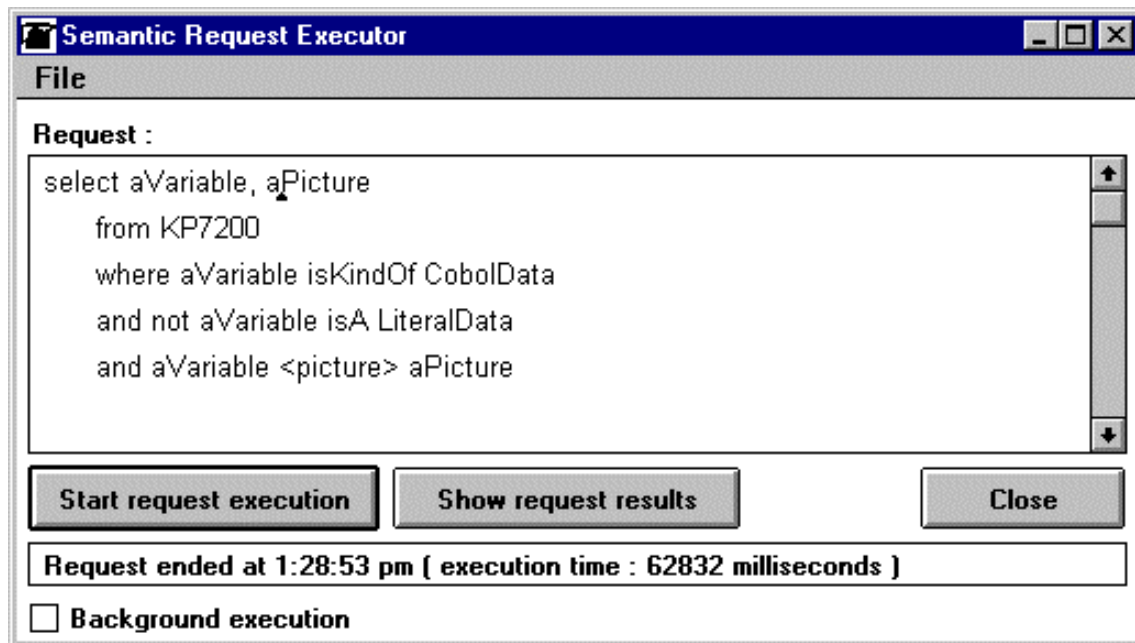 Semantic Request Executor
File
Request :
select aVariable, aPicture
from KP7200
where aVariable isKindOf CobolData
and not aVariable isA LiteralData
and aVariable <picture> aPicture
Start request execution Show request results Close
Request ended at 1:28:53 pm ( execution time : 62832 milliseconds )
Background execution